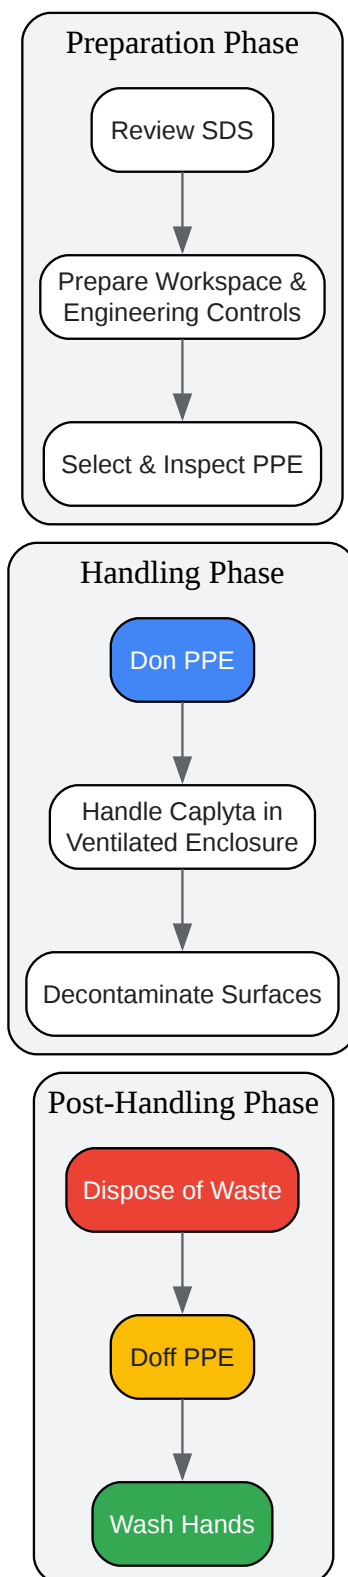 Preparation Phase
Review SDS
Prepare Workspace &
Engineering Controls
Select & Inspect PPE
Handling Phase
Don PPE
Handle Caplyta in
Ventilated Enclosure
Decontaminate Surfaces
Post-Handling Phase
Dispose of Waste
Doff PPE
Wash Hands